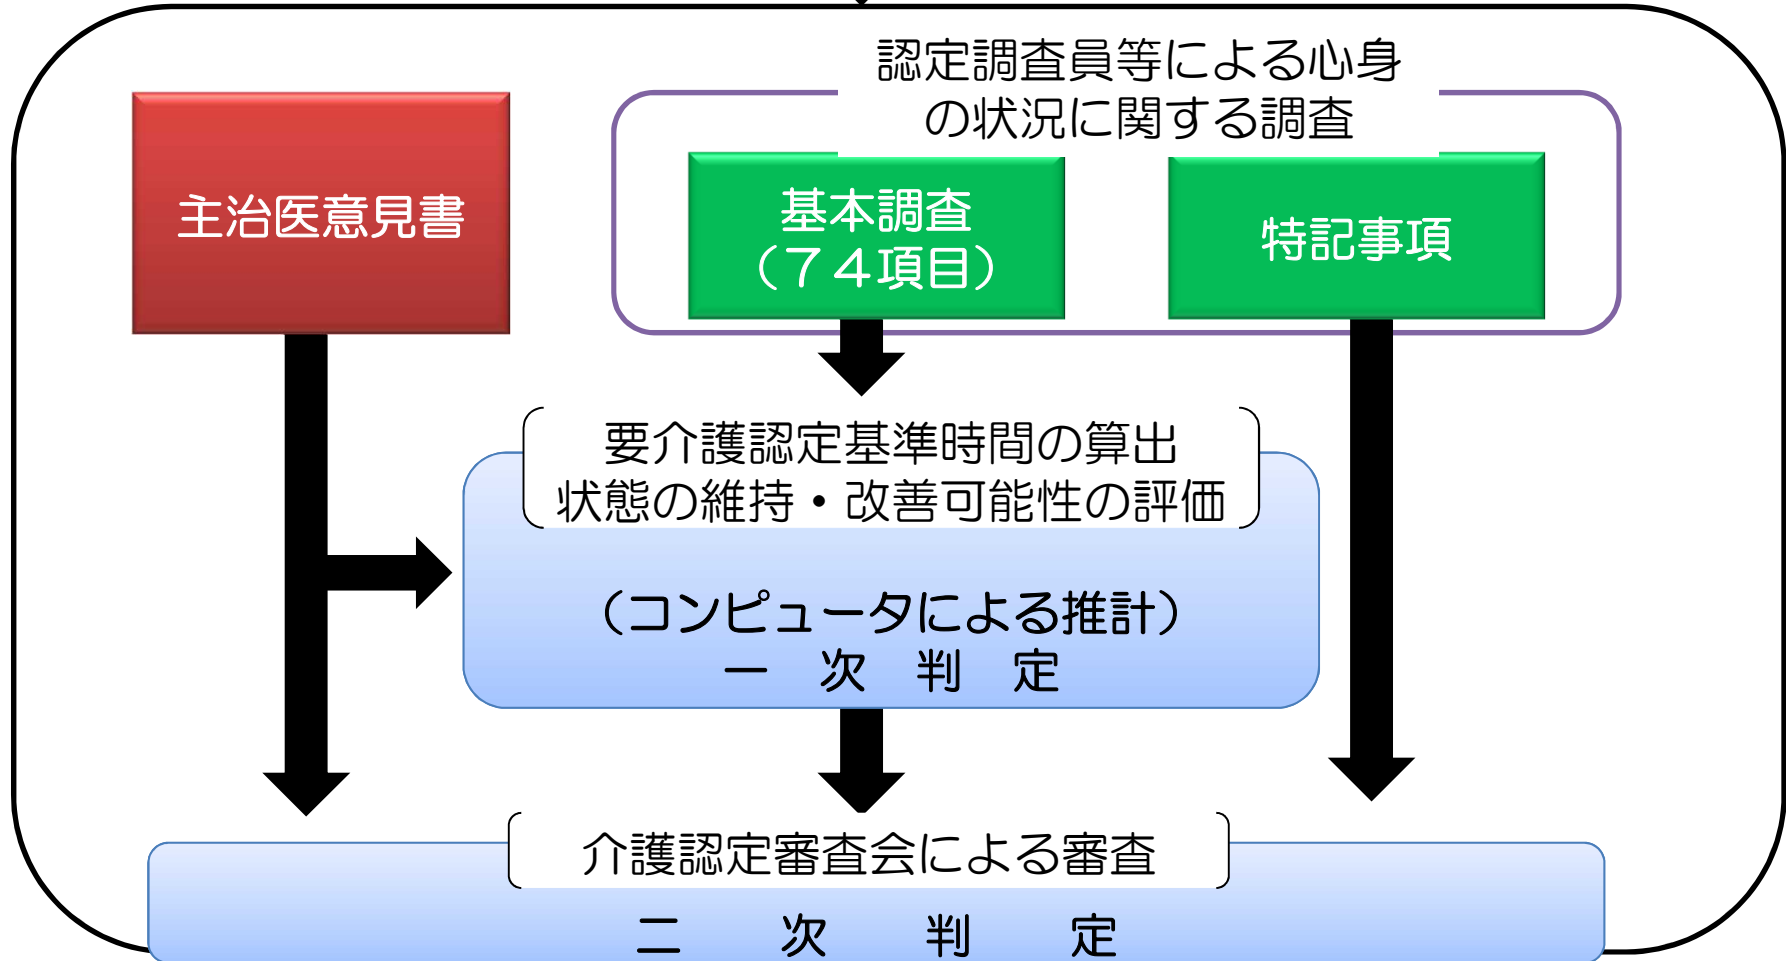 認定調査員等による心身
の状況に関する調査
主治医意見書
基本調査
（７４項目）
特記事項
要介護認定基準時間の算出
状態の維持・改善可能性の評価
（コンピュータによる推計）
一　次　判　定
介護認定審査会による審査
二　　次　　判　　定